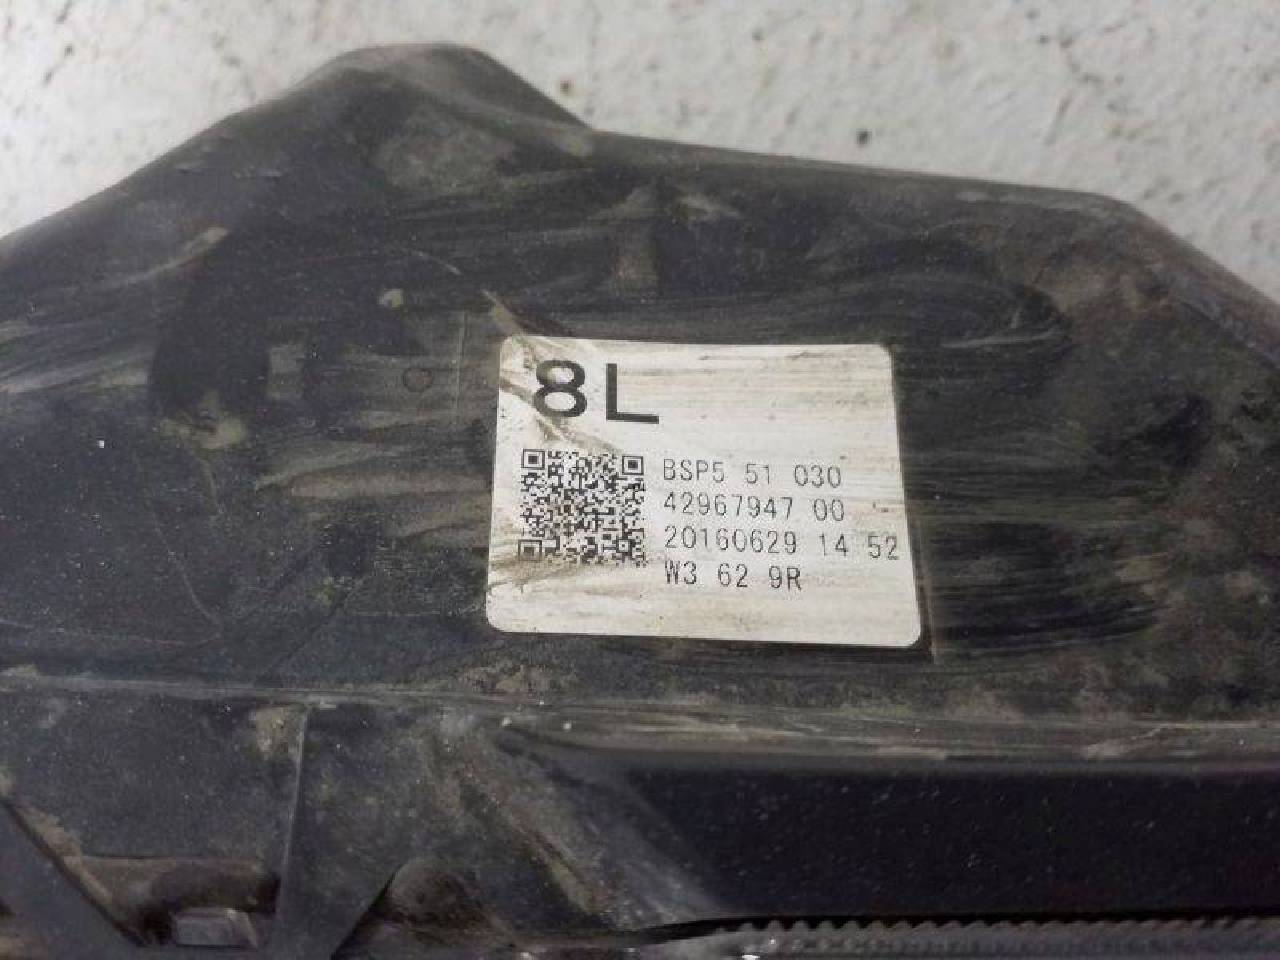 8L
BSP5 51 030
42967947 00
20160629 14 52
W3 62 9R